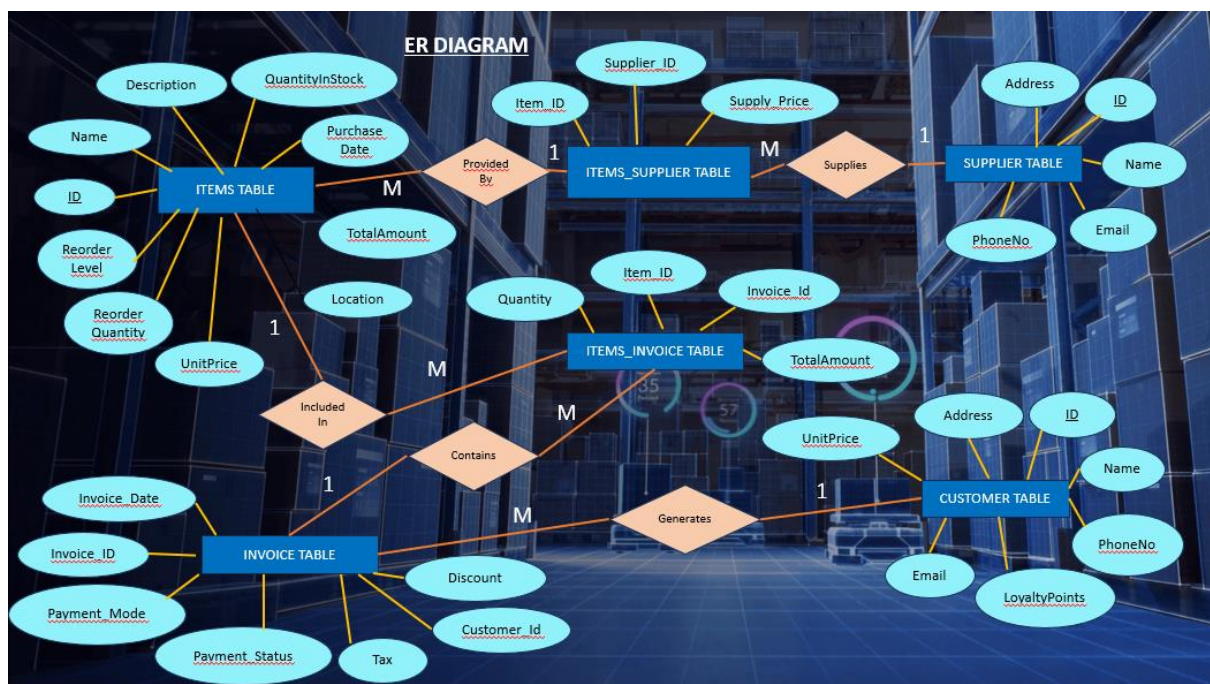 ER DIAGRAM
Description
QuantityInStock
Name
Purchase
Date
ID
ITEMS TABLE
Reorder
Level
Reorder
Quantity
UnitPrice
TotalAmount
Location
M
Provided
By
1
Item_ID
Supplier_ID
Supply_Price
ITEMS_SUPPLIER TABLE
M
Supplies
1
Address
ID
SUPPLIER TABLE
Name
Email
PhoneNo
1
Included
In
M
Quantity
Item_ID
Invoice_Id
ITEMS_INVOICE TABLE
TotalAmount
35
57
1
Contains
M
Invoice_Date
Invoice_ID
INVOICE TABLE
Payment_Mode
Payment_Status
Tax
Customer_Id
Discount
M
Generates
1
UnitPrice
Address
ID
CUSTOMER TABLE
Name
PhoneNo
Email
LoyaltyPoints